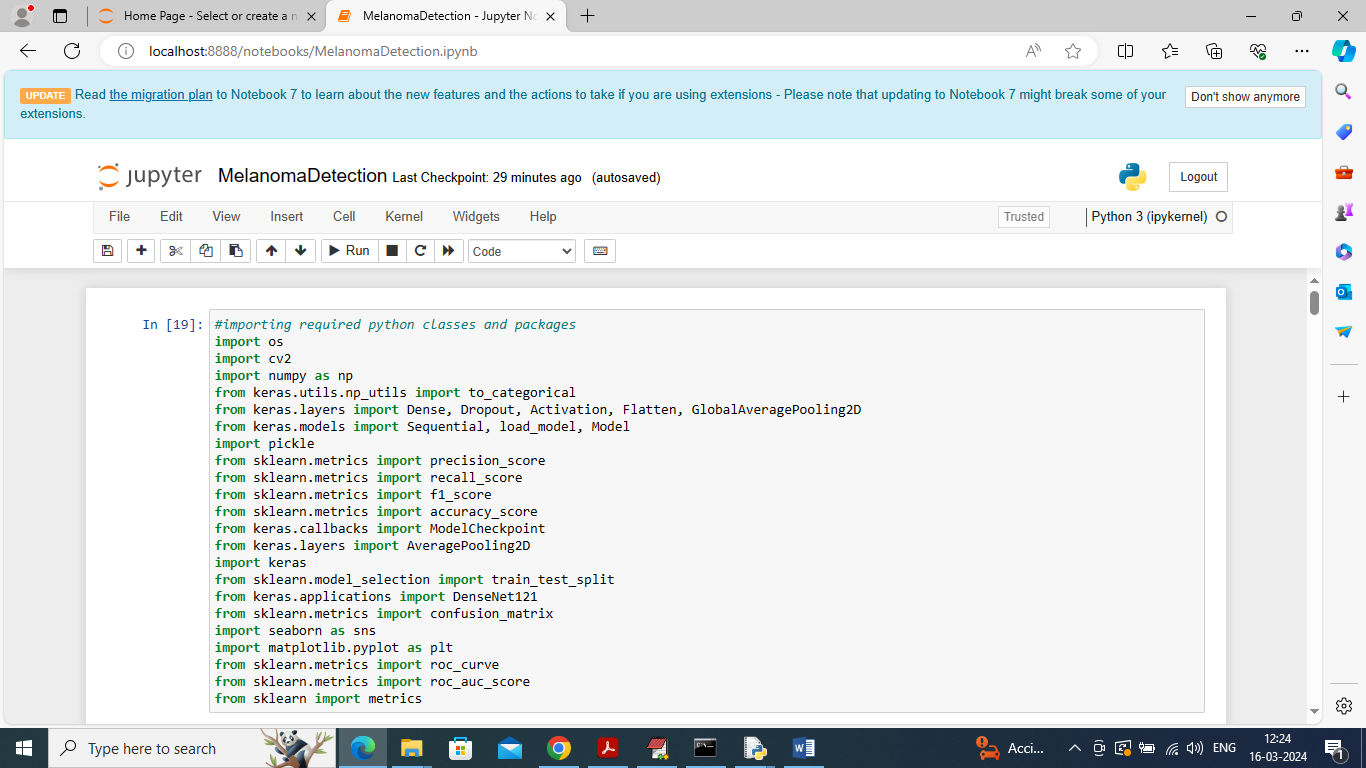 Home Page - Select or create a n
MelanomaDetection - Jupyter No
localhost:8888/notebooks/MelanomaDetection.ipynb
UPDATE Read the migration plan to Notebook 7 to learn about the new features and the actions to take if you are using extensions - Please note that updating to Notebook 7 might break some of your
extensions.
Don't show anymore
jupyter MelanomaDetection Last Checkpoint: 29 minutes ago (autosaved)
Logout
File Edit View Insert Cell Kernel Widgets Help
Trusted
Python 3 (ipykernel)
Run
Code
In [19]: #importing required python classes and packages
import os
import cv2
import numpy as np
from keras.utils.np_utils import to_categorical
from keras.layers import Dense, Dropout, Activation, Flatten, GlobalAveragePooling2D
from keras.models import Sequential, load_model, Model
import pickle
from sklearn.metrics import precision_score
from sklearn.metrics import recall_score
from sklearn.metrics import f1_score
from sklearn.metrics import accuracy_score
from keras.callbacks import ModelCheckpoint
from keras.layers import AveragePooling2D
import keras
from sklearn.model_selection import train_test_split
from keras.applications import DenseNet121
from sklearn.metrics import confusion_matrix
import seaborn as sns
import matplotlib.pyplot as plt
from sklearn.metrics import roc_curve
from sklearn.metrics import roc_auc_score
from sklearn import metrics
Type here to search
Acci...
ENG
12:24
16-03-2024
1